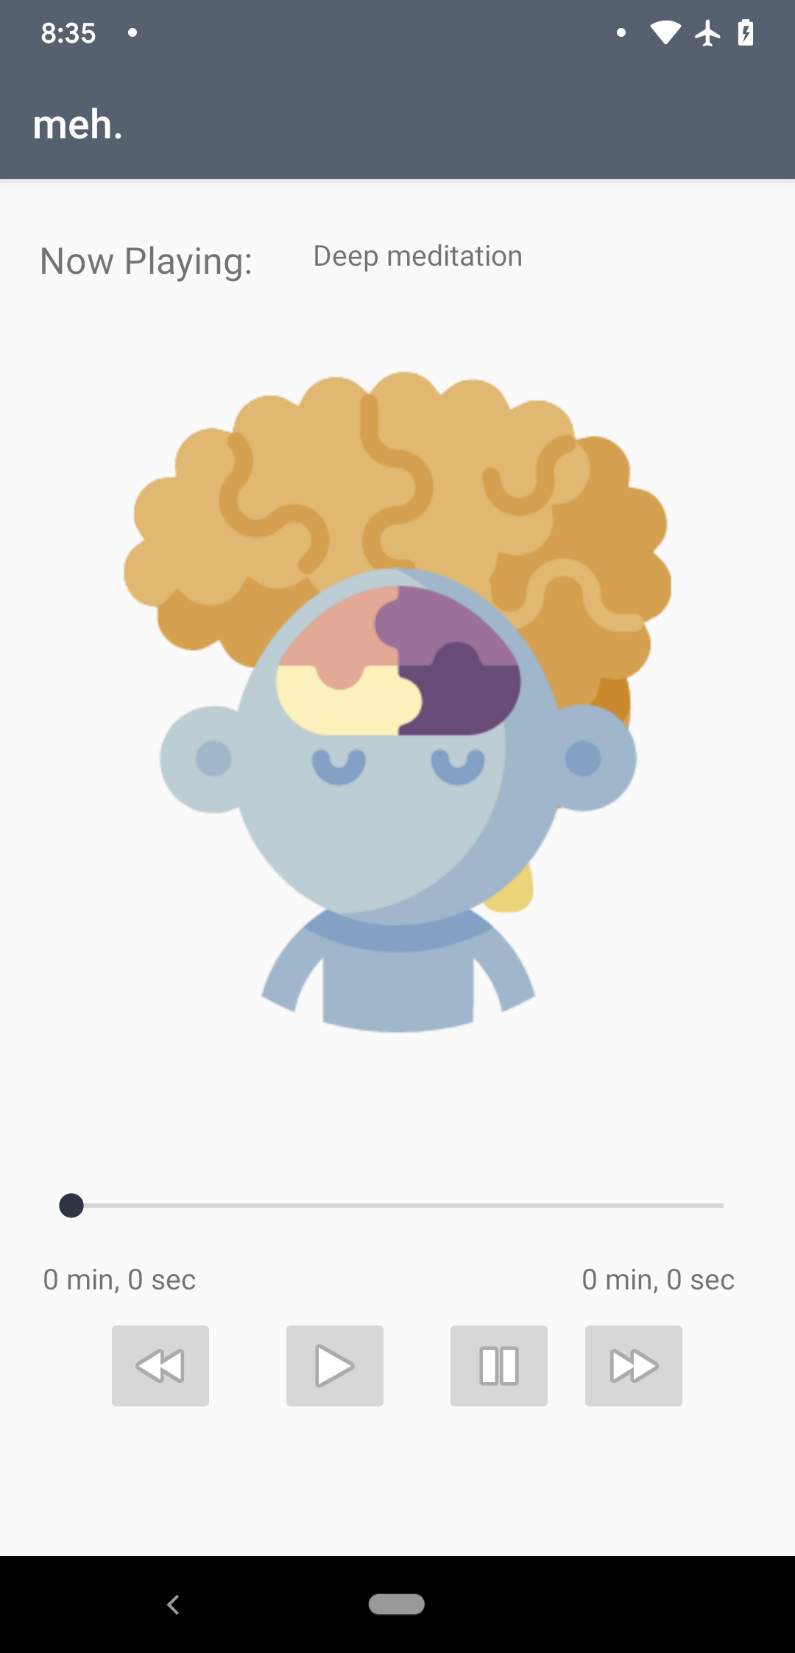 8:35
meh.
Now Playing: Deep meditation
0 min, 0 sec 0 min, 0 sec